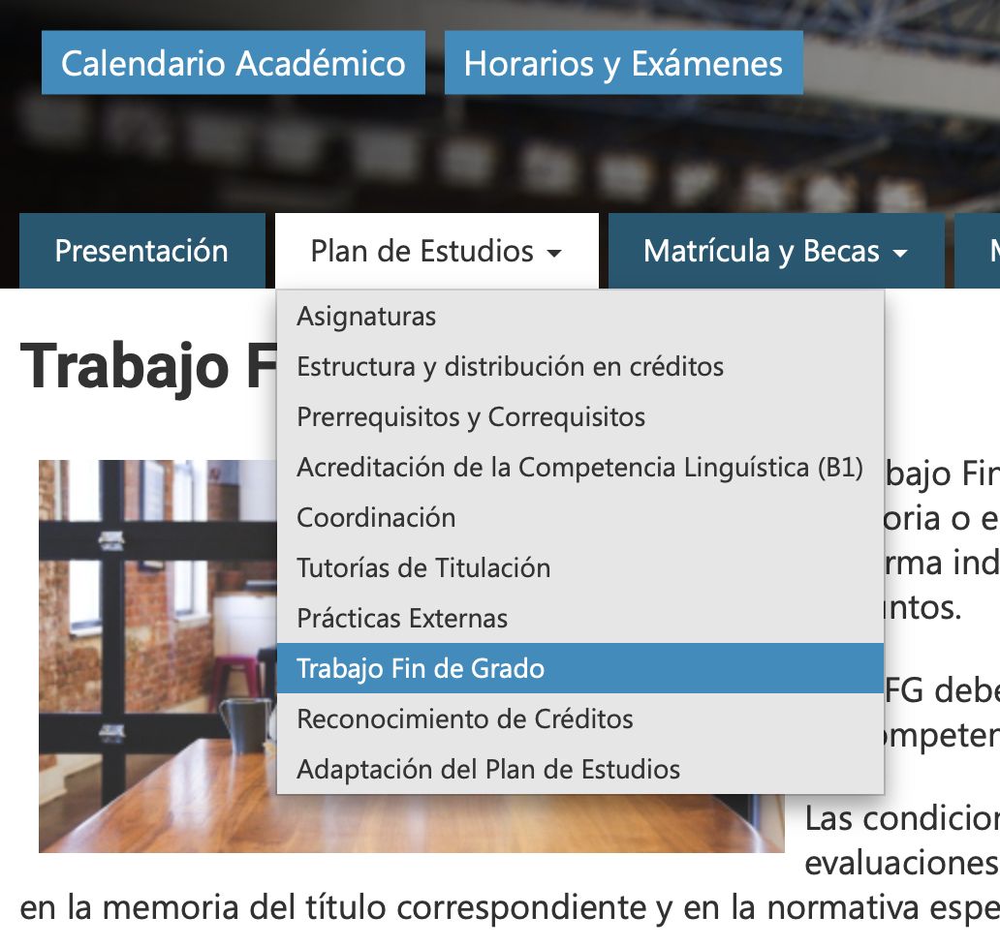 Calendario Académico
Horarios y Exámenes
Presentación
Plan de Estudios
Matrícula y Becas
Asignaturas
Estructura y distribución en créditos
Prerrequisitos y Correquisitos
Acreditación de la Competencia Linguística (B1)
Coordinación
Tutorías de Titulación
Prácticas Externas
Trabajo Fin de Grado
Reconocimiento de Créditos
Adaptación del Plan de Estudios
Trabajo F
bajo Fin
oria o e
rma ind
untos.
FG debe
ompeten
Las condicion
evaluaciones
en la memoria del título correspondiente y en la normativa espe